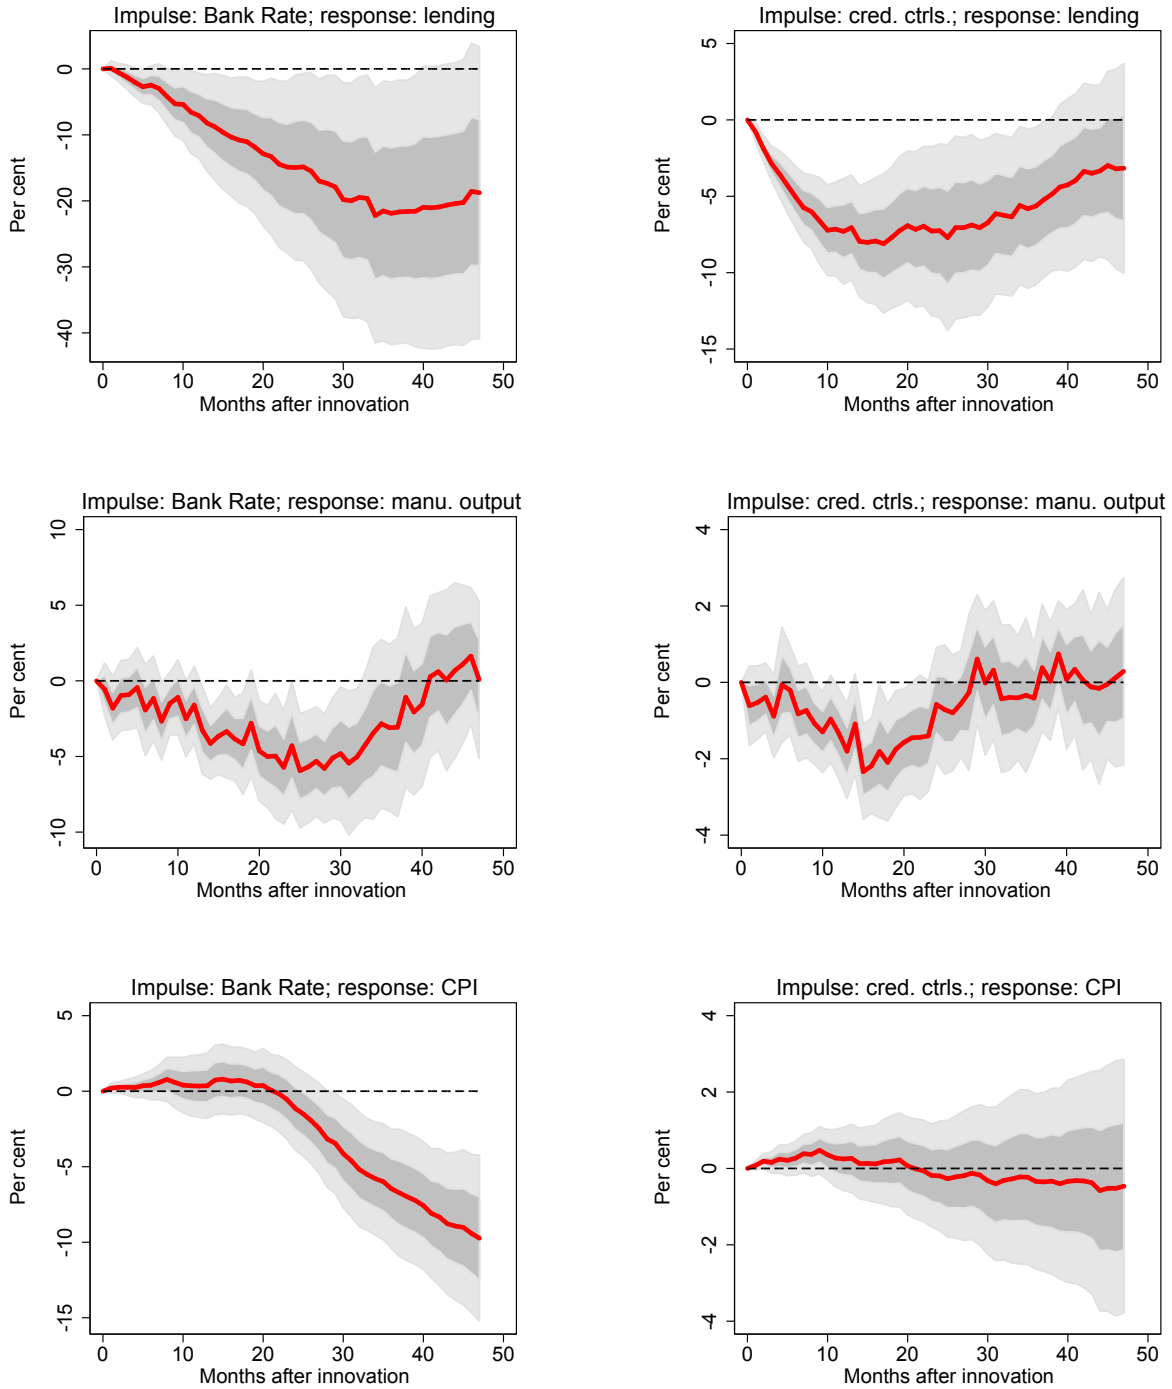 Impulse: Bank Rate; response: lending
Per cent
0
-10
-20
-30
-40
0 10 20 30 40 50
Months after innovation
Impulse: cred. ctrls.; response: lending
Per cent
5
0
-5
-10
-15
0 10 20 30 40 50
Months after innovation
Impulse: Bank Rate; response: manu. output
Per cent
10
5
0
-5
-10
0 10 20 30 40 50
Months after innovation
Impulse: cred. ctrls.; response: manu. output
Per cent
4
2
0
-2
-4
0 10 20 30 40 50
Months after innovation
Impulse: Bank Rate; response: CPI
Per cent
5
0
-5
-10
-15
0 10 20 30 40 50
Months after innovation
Impulse: cred. ctrls.; response: CPI
Per cent
4
2
0
-2
-4
0 10 20 30 40 50
Months after innovation